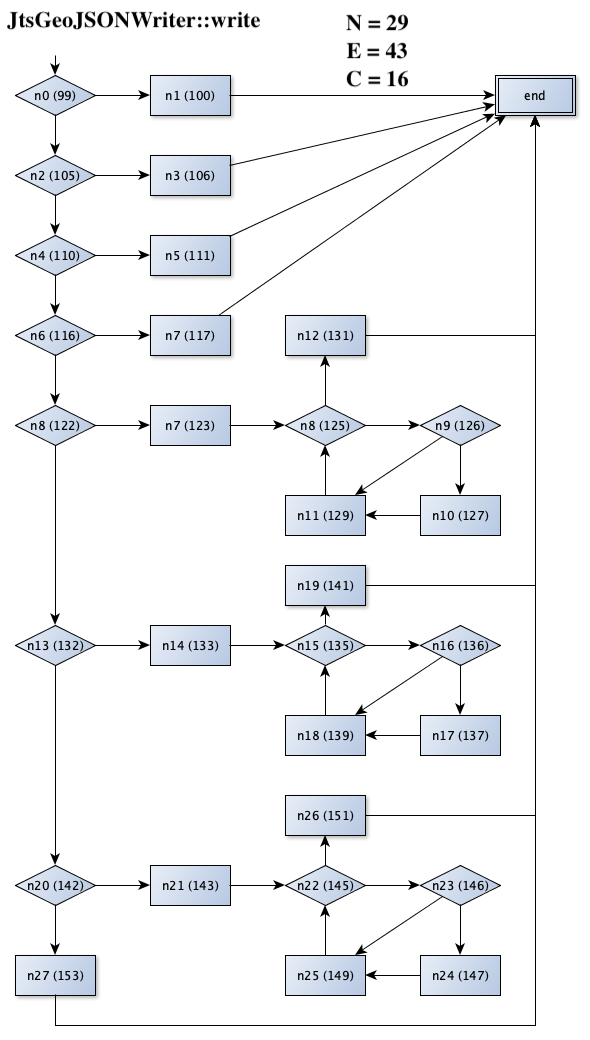 JtsGeoJSONWriter::write
N = 29
E = 43
C = 16
n0 (99)
n1 (100)
end
n2 (105)
n3 (106)
n4 (110)
n5 (111)
n6 (116)
n7 (117)
n12 (131)
n8 (122)
n7 (123)
n8 (125)
n9 (126)
n11 (129)
n10 (127)
n19 (141)
n13 (132)
n14 (133)
n15 (135)
n16 (136)
n18 (139)
n17 (137)
n26 (151)
n20 (142)
n21 (143)
n22 (145)
n23 (146)
n27 (153)
n25 (149)
n24 (147)